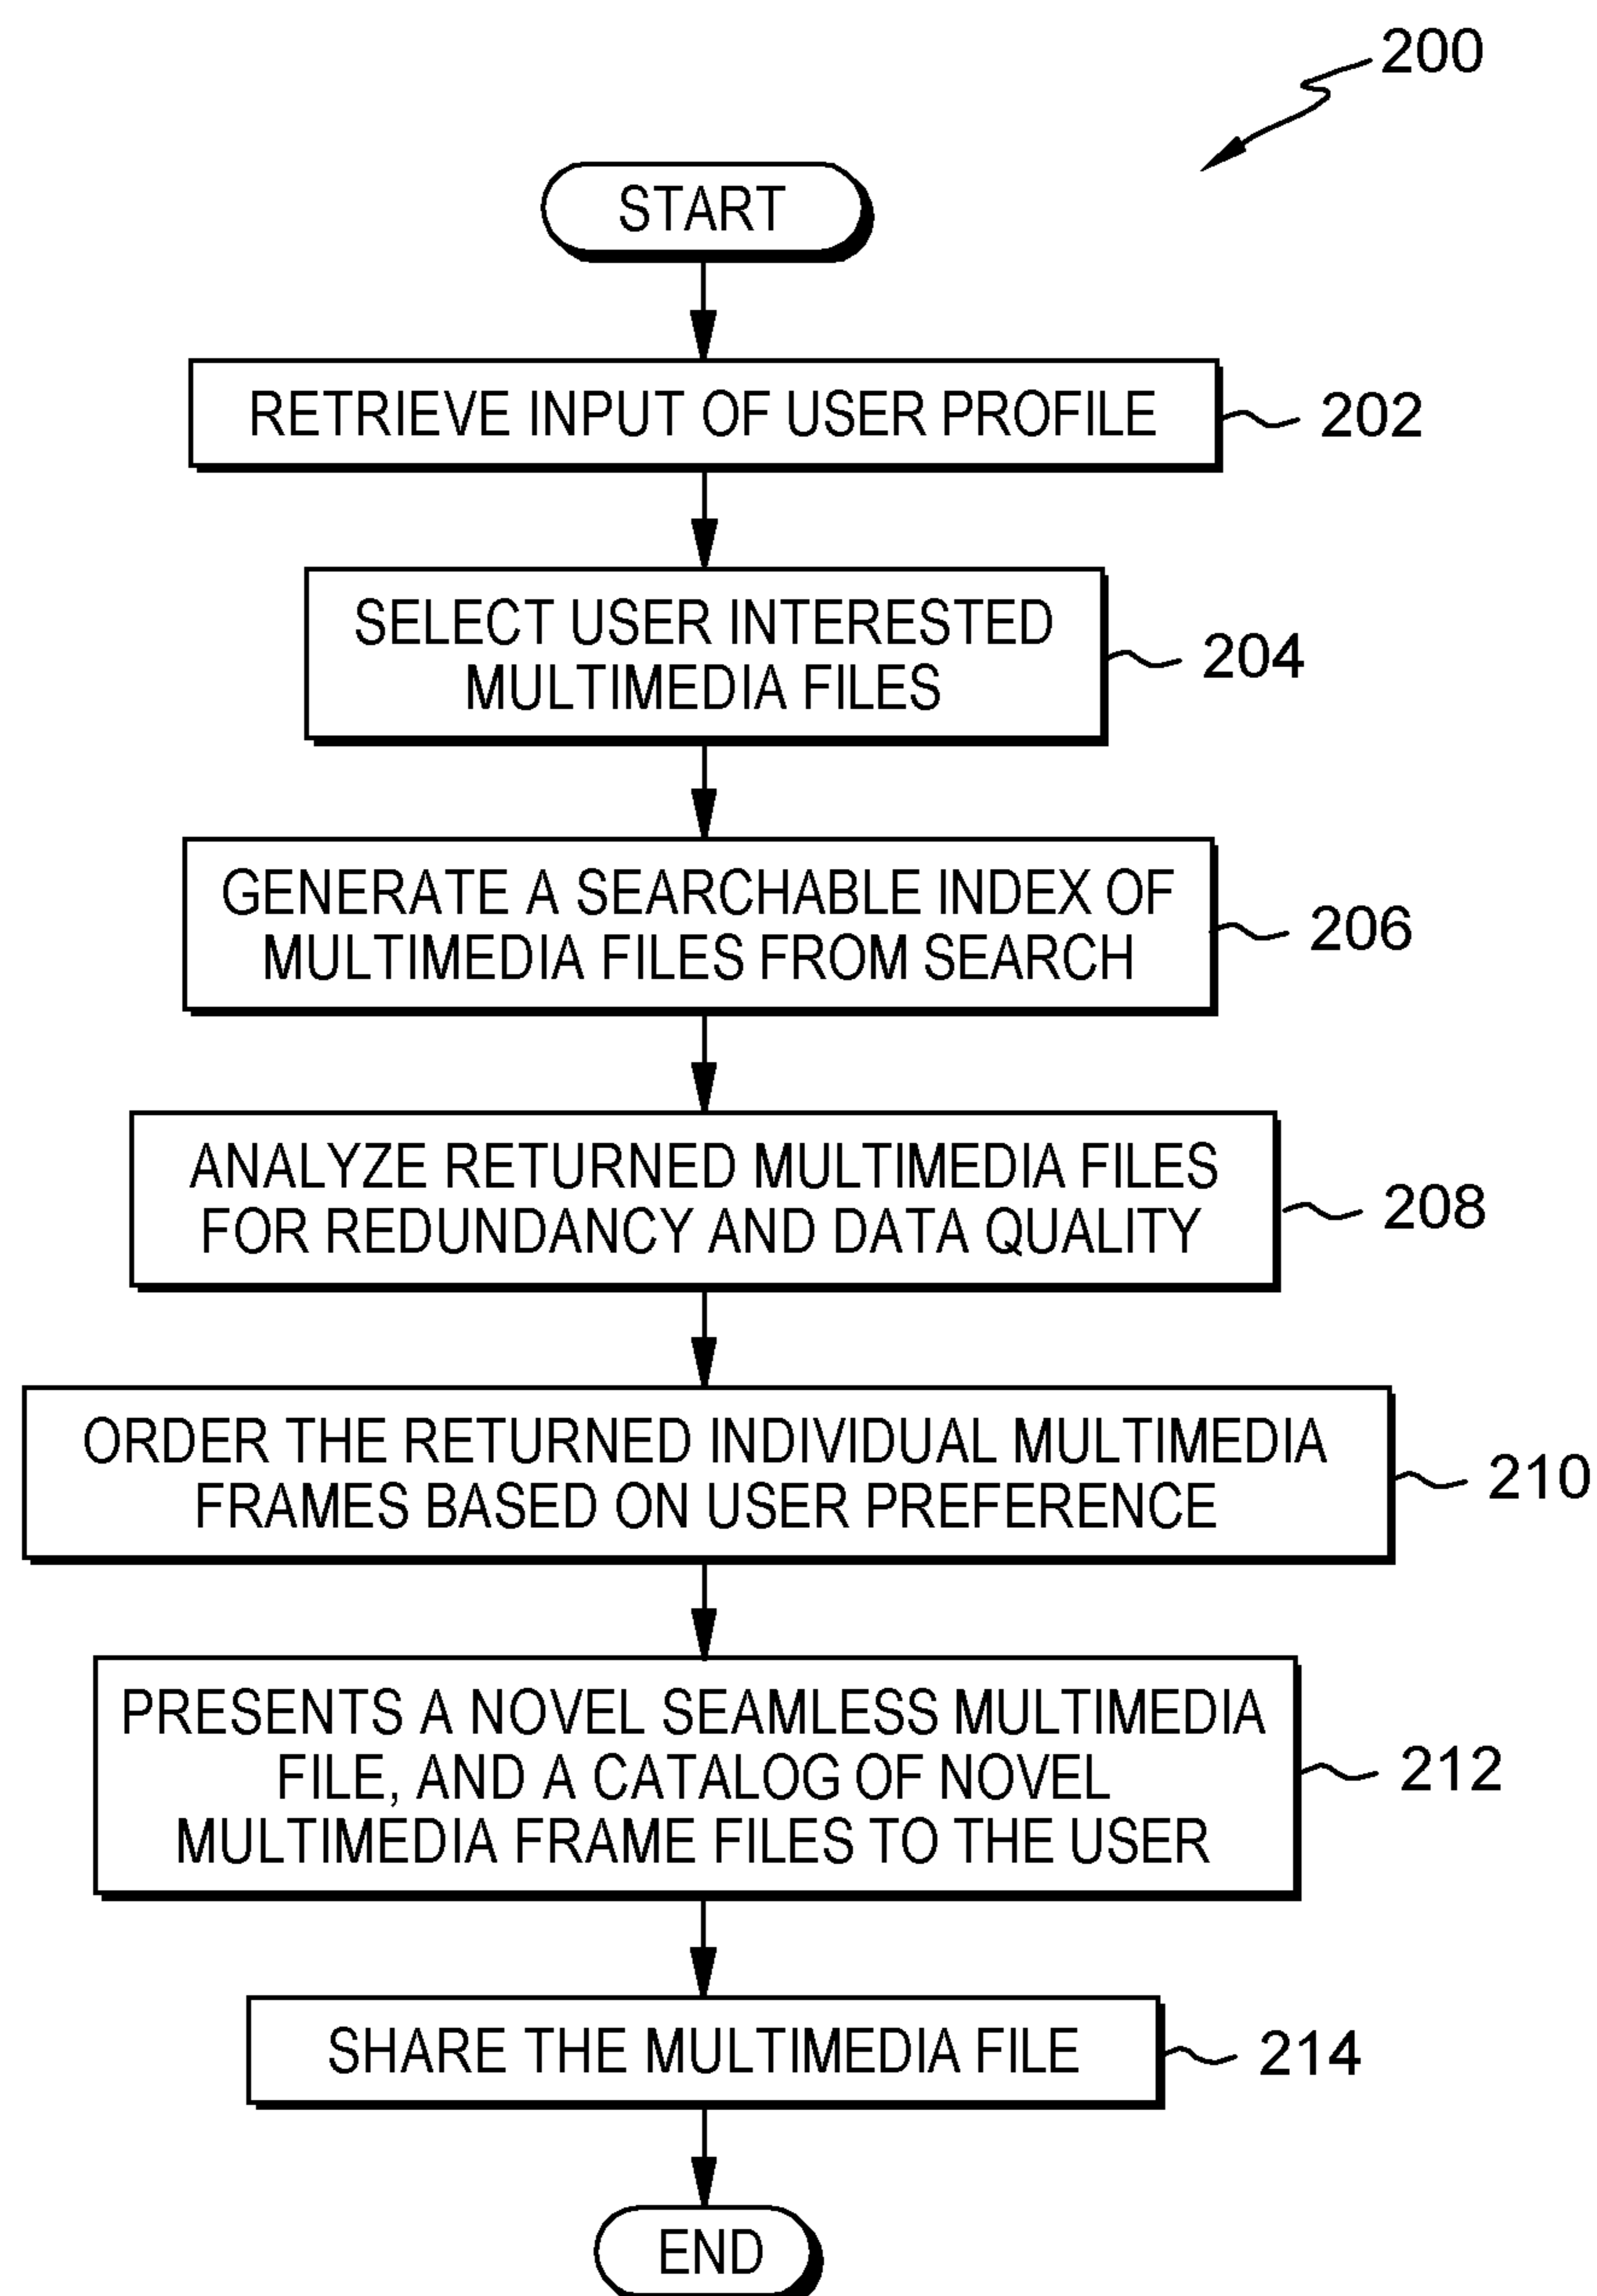 200
START
RETRIEVE INPUT OF USER PROFILE
202
SELECT USER INTERESTED
MULTIMEDIA FILES
204
GENERATE A SEARCHABLE INDEX OF
MULTIMEDIA FILES FROM SEARCH
206
ANALYZE RETURNED MULTIMEDIA FILES
FOR REDUNDANCY AND DATA QUALITY
208
ORDER THE RETURNED INDIVIDUAL MULTIMEDIA
FRAMES BASED ON USER PREFERENCE
210
PRESENTS A NOVEL SEAMLESS MULTIMEDIA
FILE, AND A CATALOG OF NOVEL
MULTIMEDIA FRAME FILES TO THE USER
212
SHARE THE MULTIMEDIA FILE
214
END